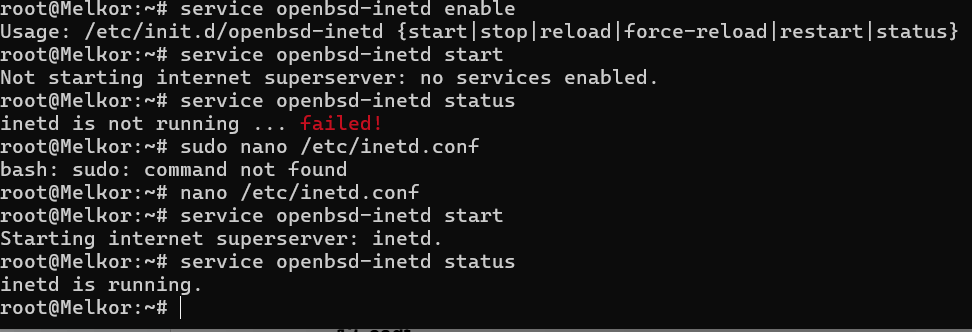 root@Melkor:~# service openbsd-inetd enable
Usage: /etc/init.d/openbsd-inetd {start|stop|reload|force-reload|restart|status}
root@Melkor:~# service openbsd-inetd start
Not starting internet superserver: no services enabled.
root@Melkor:~# service openbsd-inetd status
inetd is not running ... failed!
root@Melkor:~# sudo nano /etc/inetd.conf
bash: sudo: command not found
root@Melkor:~# nano /etc/inetd.conf
root@Melkor:~# service openbsd-inetd start
Starting internet superserver: inetd.
root@Melkor:~# service openbsd-inetd status
inetd is running.
root@Melkor:~#